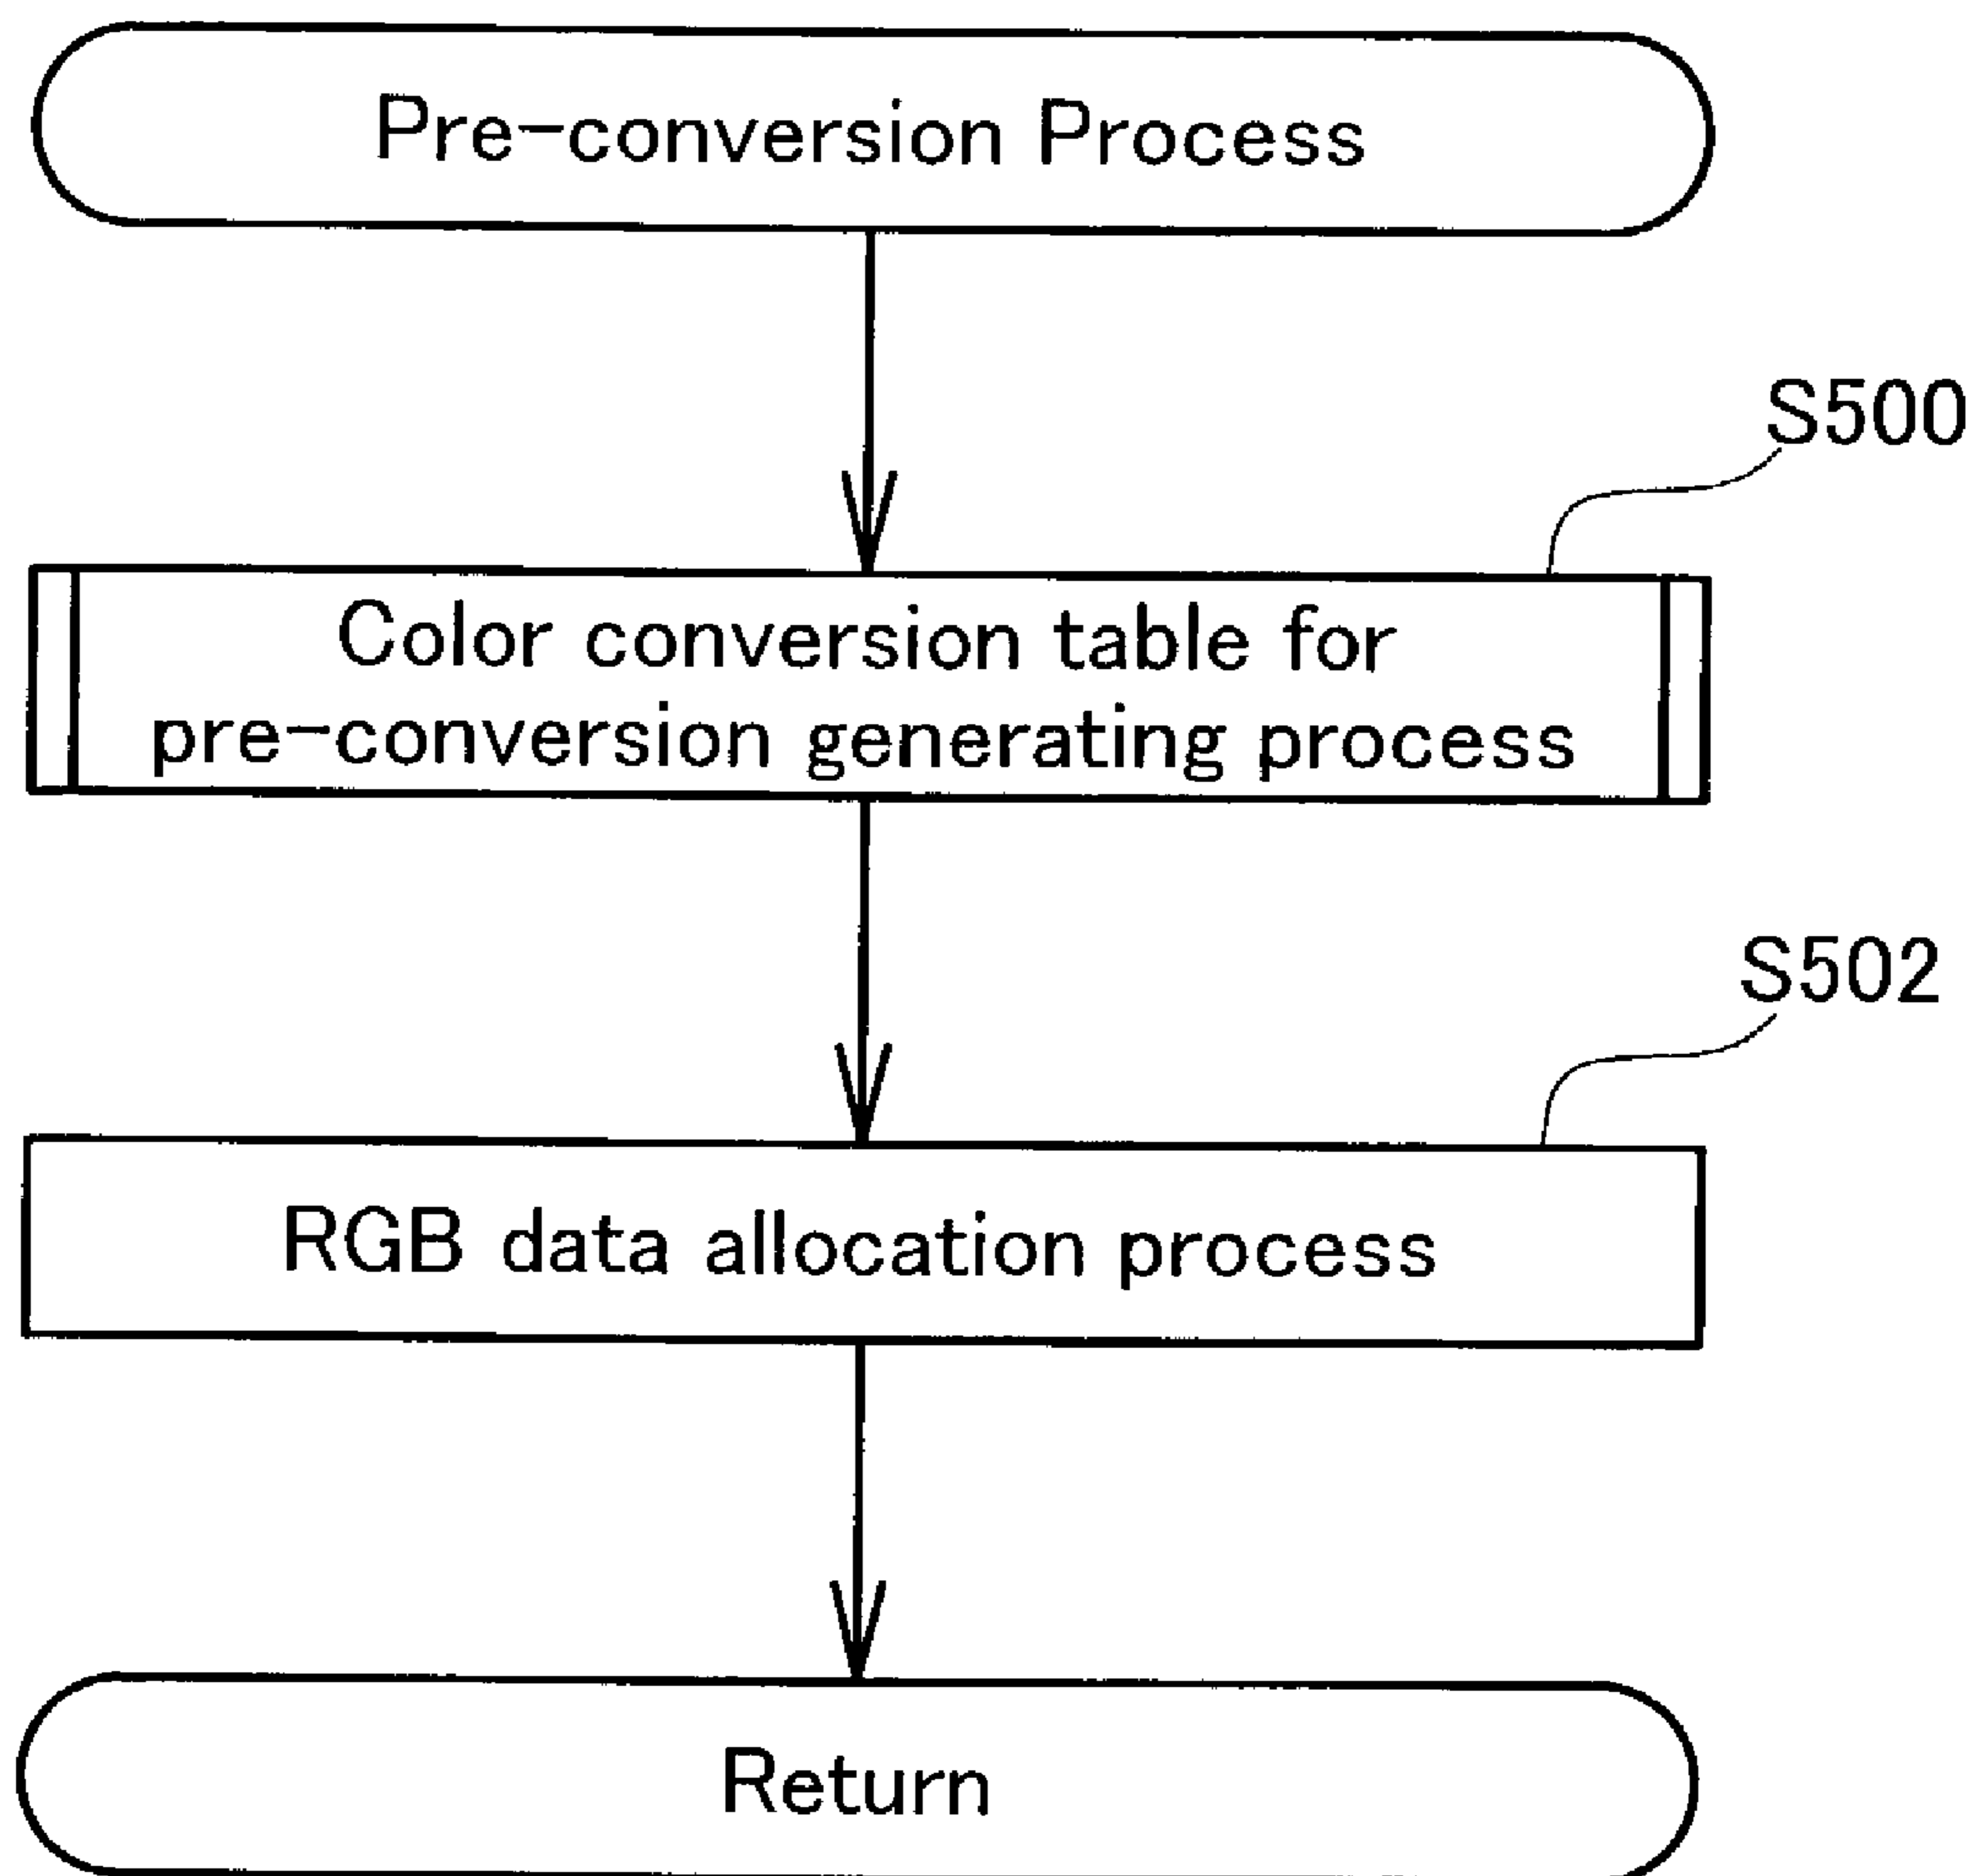 Pre-conversion Process
S500
Color conversion table for
pre-conversion generating process
S502
RGB data allocation process
Return